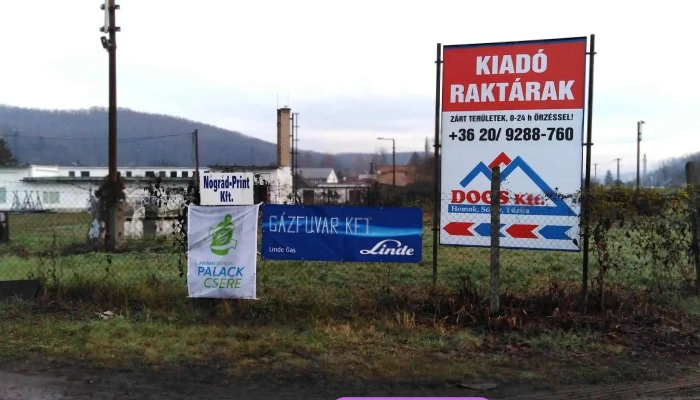 KIADÓ
RAKTÁRAK
ZÁRT TERÜLETEK, 0-24 h ŐRZÉSSEL!
+36 20/ 9288-760
DOGS Kft.
Homok, Sóder, Tüzifa
Nógrád-Print
Kft.
PALACK
CSERE
GÁZFUVAR KFT.
Linde Gas
Linde